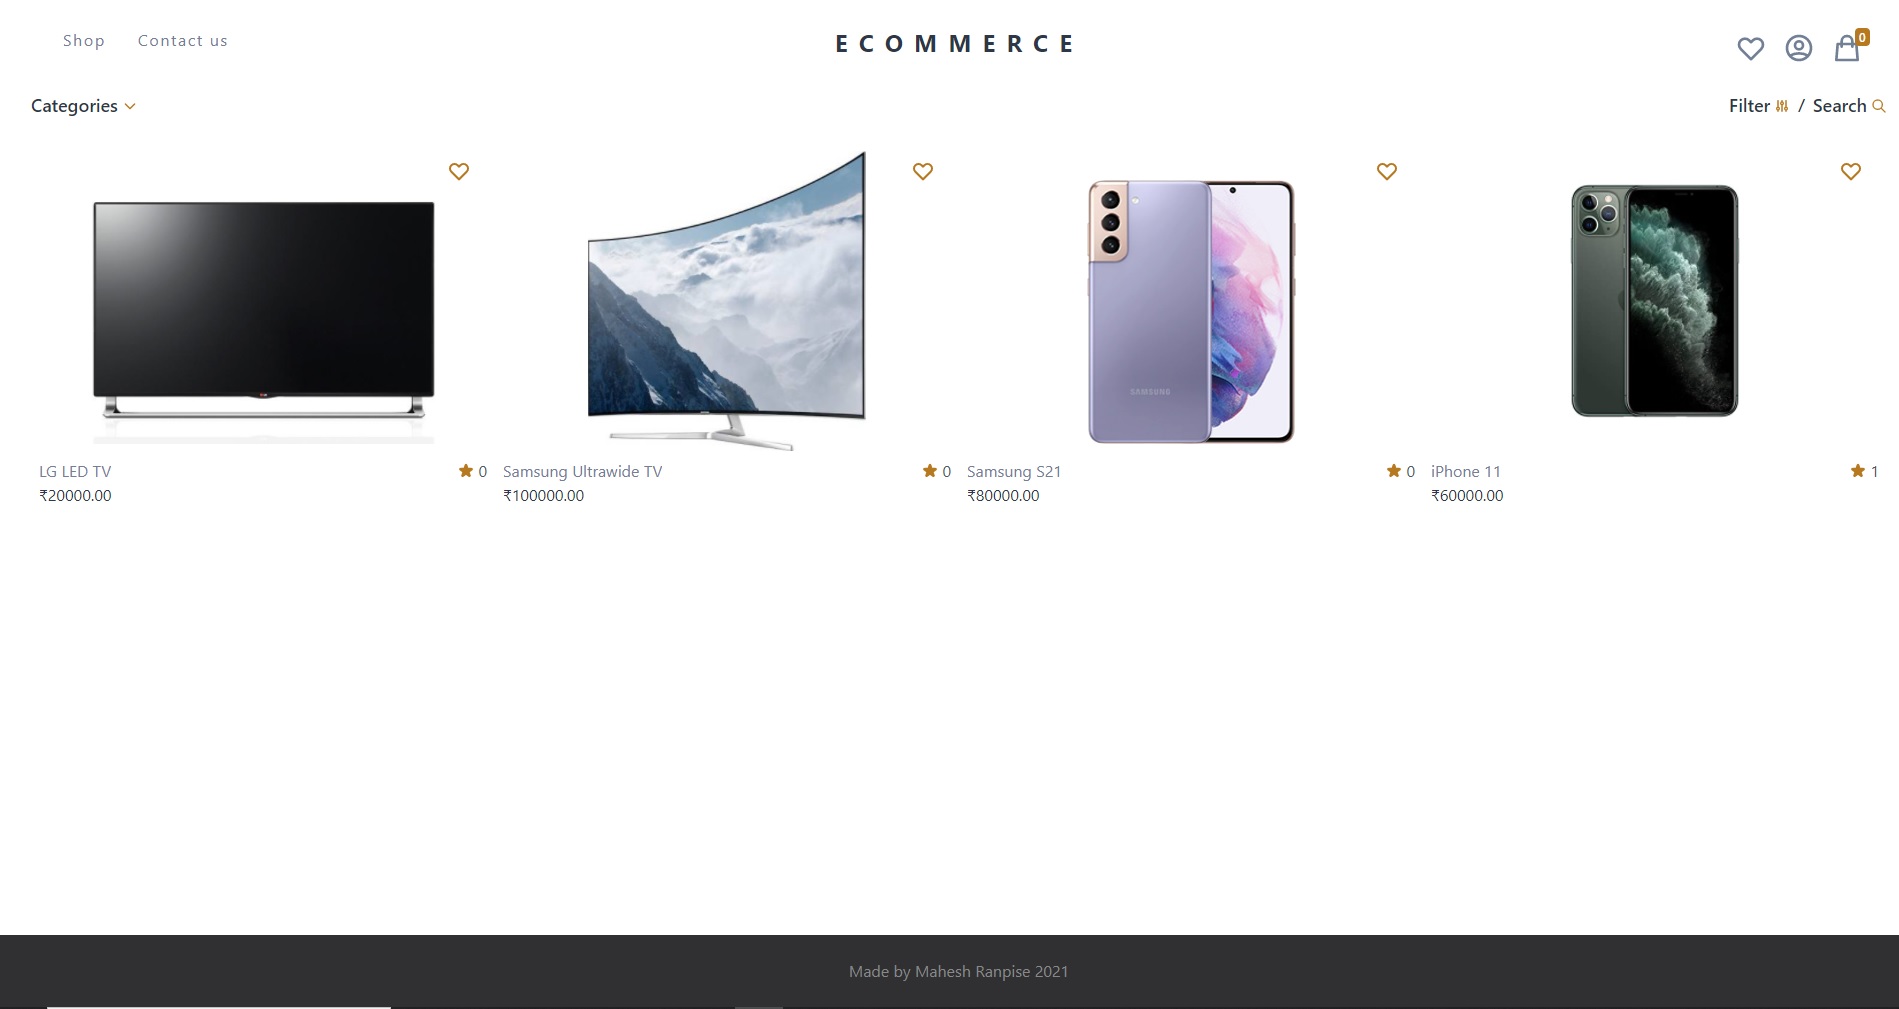 Shop
Contact us
ECOMMERCE
0
Categories
Filter / Search
SAMSUNG
LG LED TV
0
₹20000.00
Samsung Ultrawide TV
0
₹100000.00
Samsung S21
0
₹80000.00
iPhone 11
1
₹60000.00
Made by Mahesh Ranpise 2021